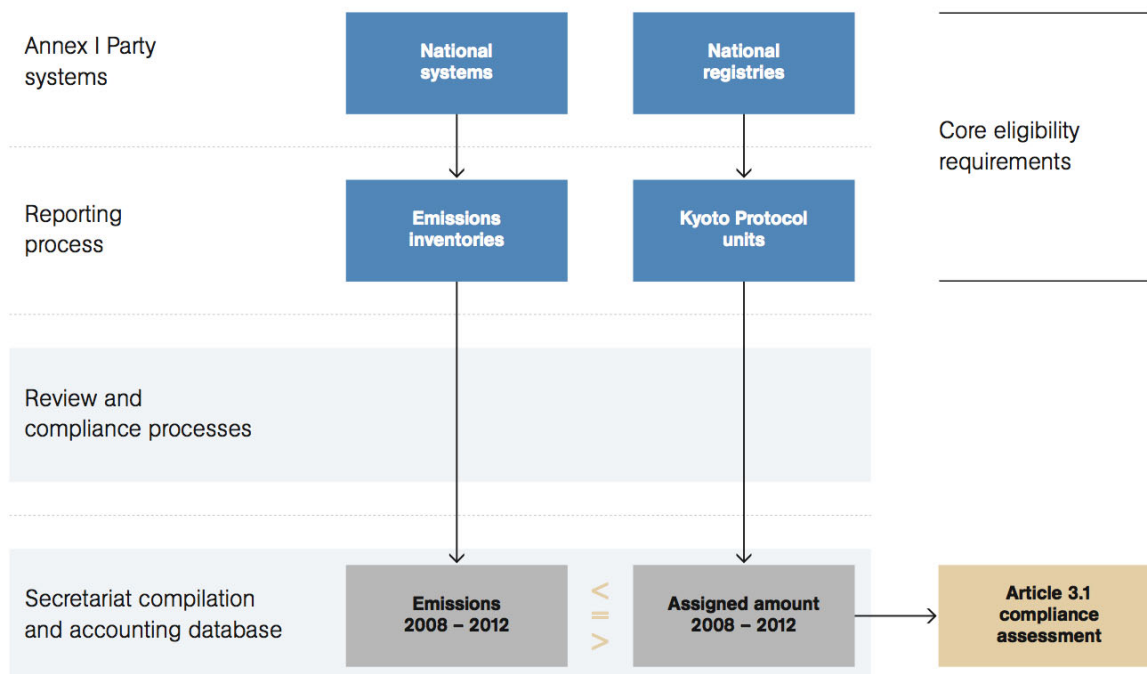 Annex I Party
systems
National
systems
National
registries
Core eligibility
requirements
Reporting
process
Emissions
inventories
Kyoto Protocol
units
Review and
compliance processes
Secretariat compilation
and accounting database
Emissions
2008 – 2012
<
=
>
Assigned amount
2008 – 2012
Article 3.1
compliance
assessment